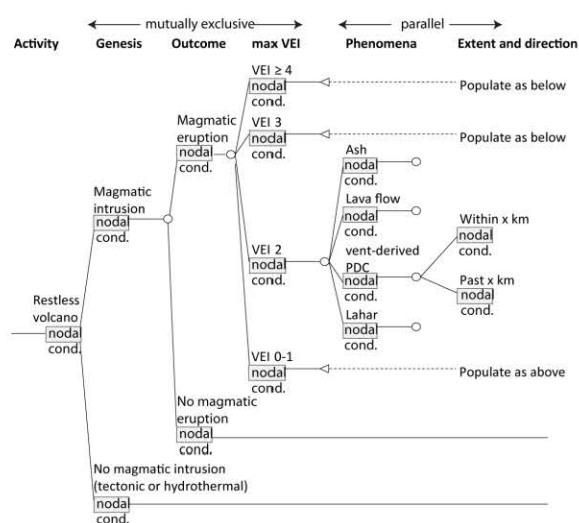 mutually exclusive
parallel
Activity Genesis Outcome max VEI Phenomena Extent and direction
VEI ≥ 4
nodal
cond.
Populate as below
Magmatic
eruption
nodal
cond.
VEI 3
nodal
cond.
Populate as below
Ash
nodal
cond.
Magmatic
intrusion
nodal
cond.
Lava flow
nodal
cond.
Within x km
nodal
cond.
VEI 2
nodal
cond.
vent-derived
PDC
nodal
cond.
Past x km
nodal
cond.
Restless
volcano
nodal
cond.
Lahar
nodal
cond.
VEI 0-1
nodal
cond.
Populate as above
No magmatic
eruption
nodal
cond.
No magmatic intrusion
(tectonic or hydrothermal)
nodal
cond.